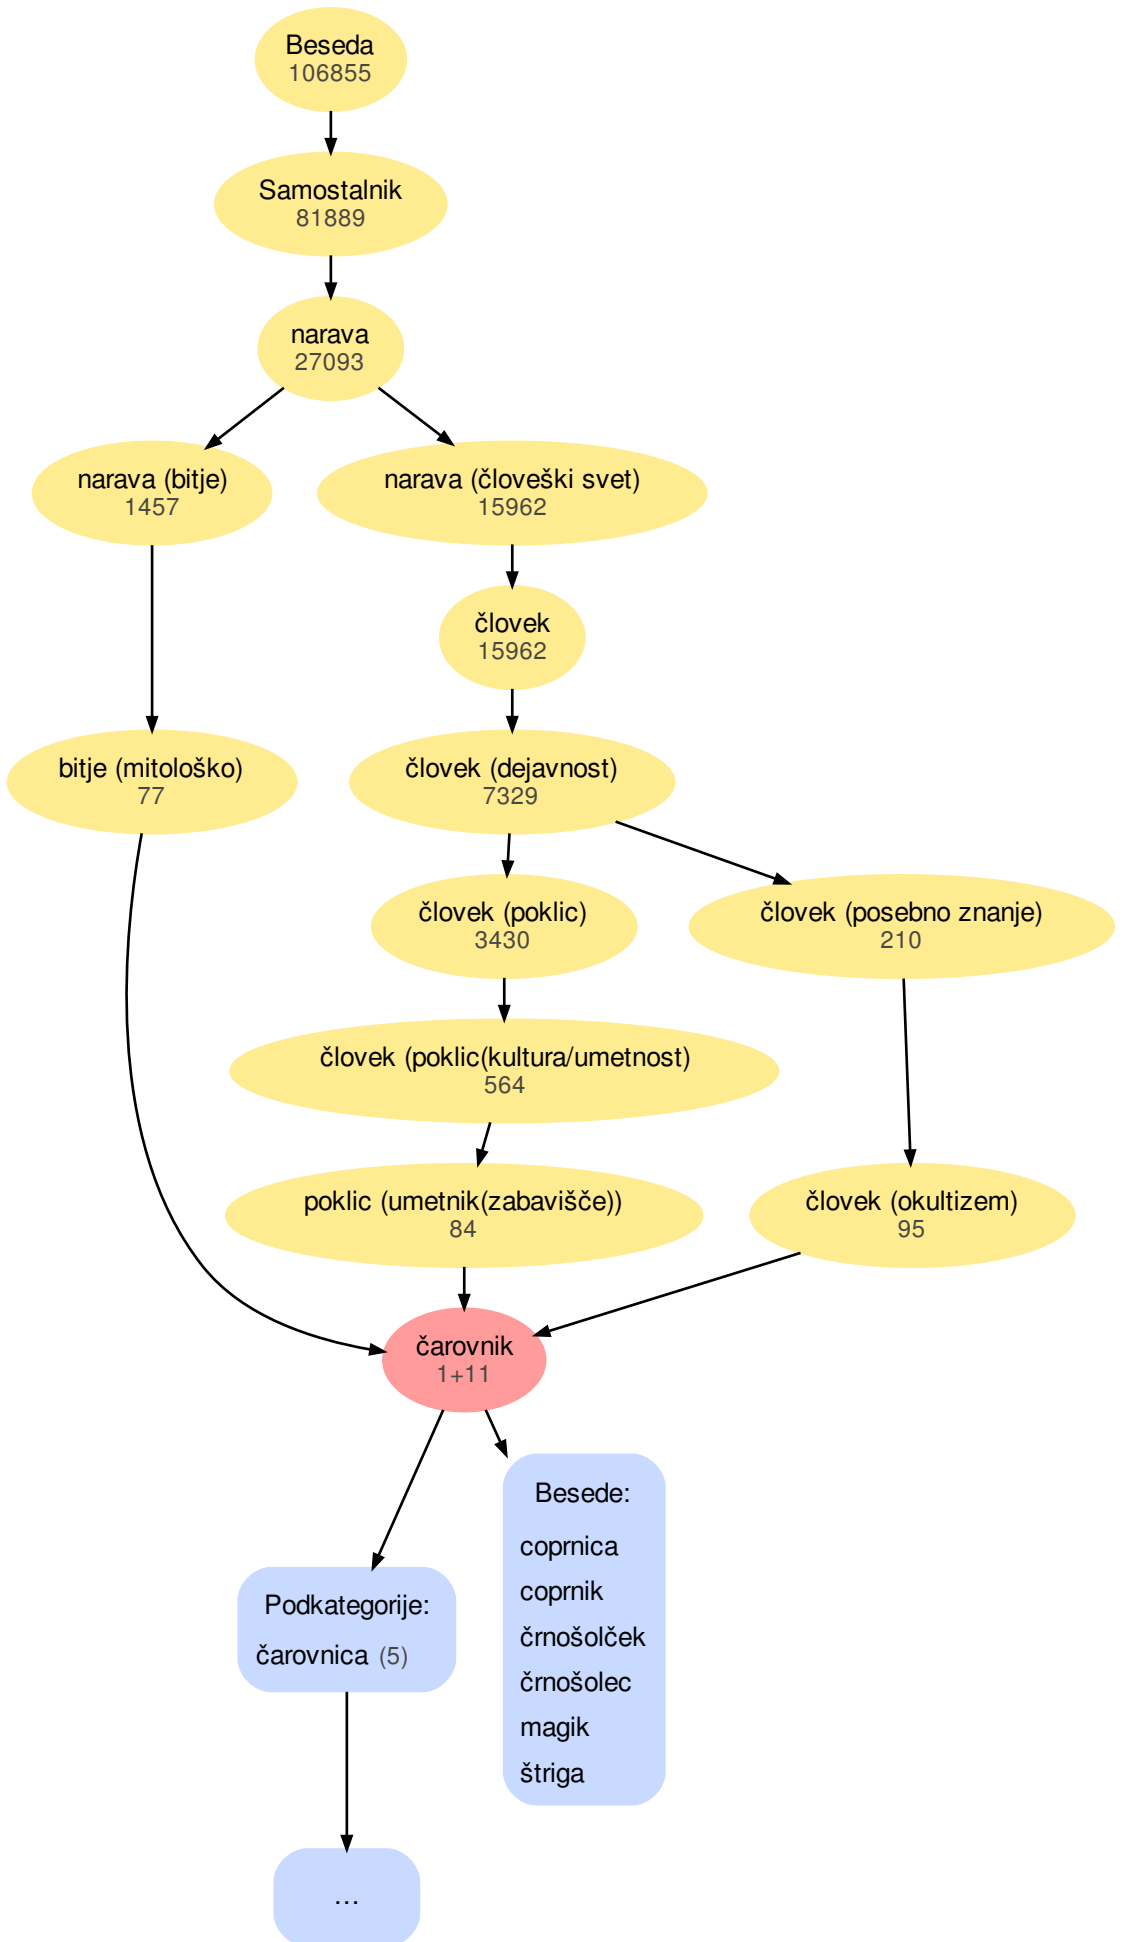 Beseda
106855
Samostalnik
81889
narava
27093
narava (bitje)
1457
narava (človeški svet)
15962
človek
15962
bitje (mitološko)
77
človek (dejavnost)
7329
človek (poklic)
3430
človek (posebno znanje)
210
človek (poklic(kultura/umetnost)
564
poklic (umetnik(zabavišče))
84
človek (okultizem)
95
čarovnik
1+11
Besede:
coprnica
coprnik
črnošolček
črnošolec
magik
štriga
Podkategorije:
čarovnica (5)
...